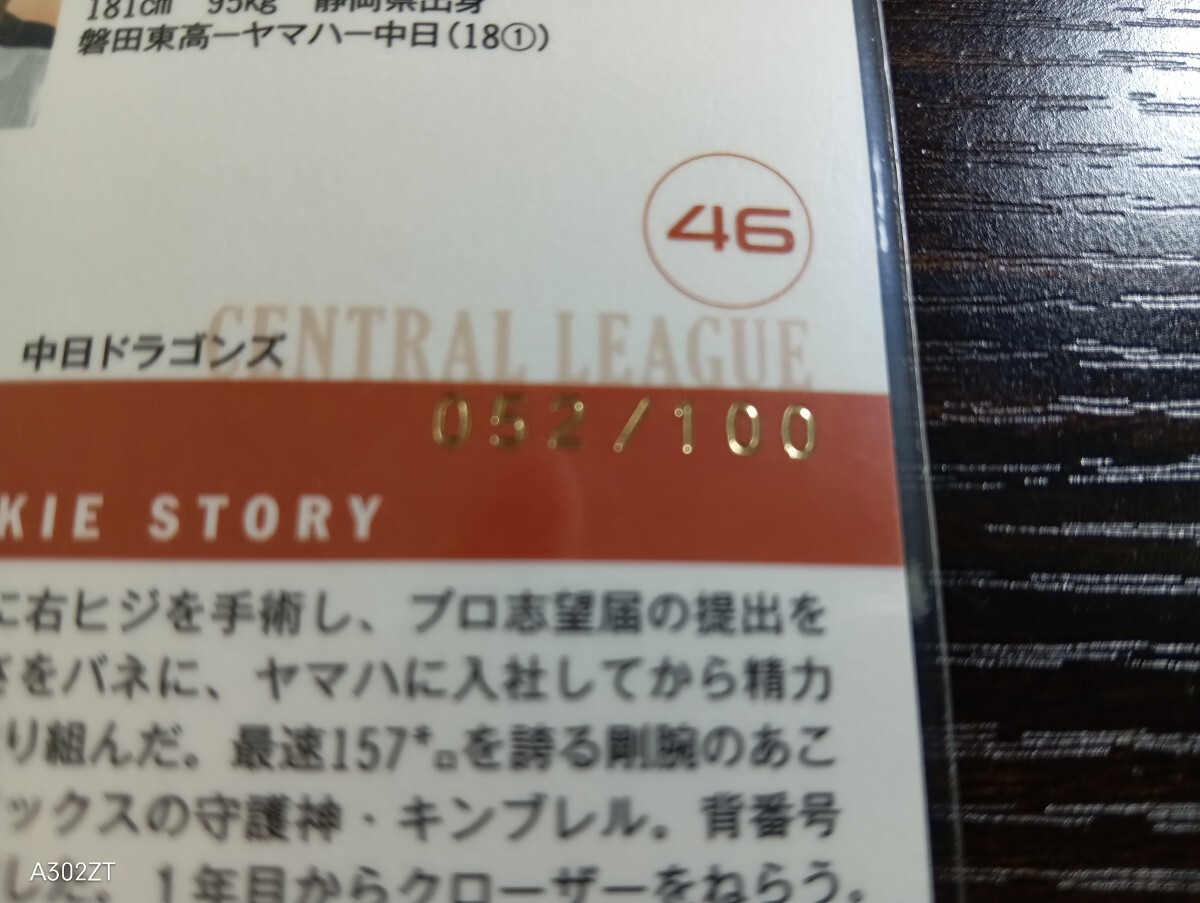 181cm 95kg 静岡県出身
磐田東高ーヤマハー中日(18①)
46
CENTRAL LEAGUE
中日ドラゴンズ
052/100
KIE STORY
に右ヒジを手術し、プロ志望届の提出を
さをバネに、ヤマハに入社してから精力
り組んだ。最速157㌔を誇る剛腕のあこ
ックスの守護神・キンブレル。背番号
した。1年目からクローザーをねらう。
A302ZT